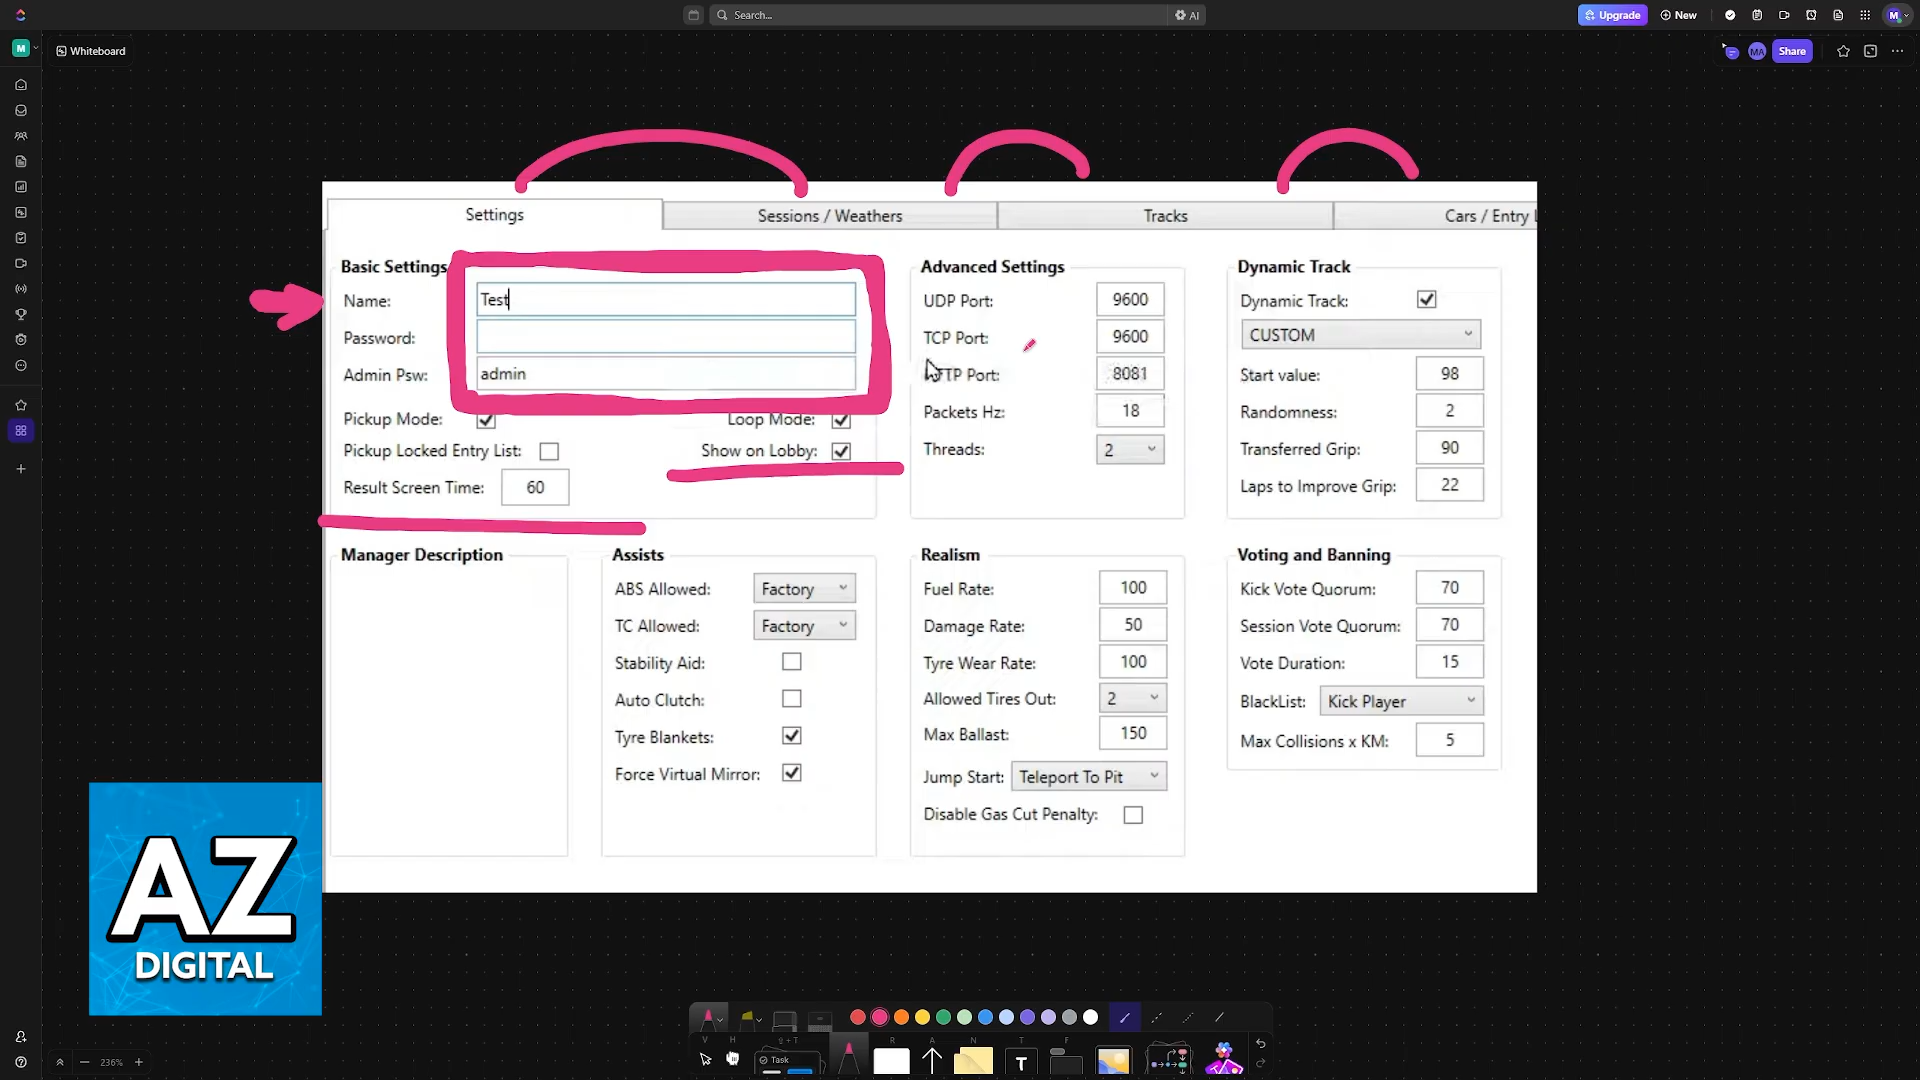 Search...
AI
Upgrade
New
M
M
Whiteboard
MA
Share
Settings
Sessions / Weathers
Tracks
Cars / Entry L
Basic Settings
Name:
Test
Password:
Admin Psw:
admin
Pickup Mode:
Loop Mode:
Pickup Locked Entry List:
Show on Lobby:
Result Screen Time:
60
Advanced Settings
UDP Port:
9600
TCP Port:
9600
Port:
8081
Packets Hz:
18
Threads:
2
Dynamic Track
Dynamic Track:
CUSTOM
Start value:
98
Randomness:
2
Transferred Grip:
90
Laps to Improve Grip:
22
Manager Description
Assists
ABS Allowed:
Factory
TC Allowed:
Factory
Stability Aid:
Auto Clutch:
Tyre Blankets:
Force Virtual Mirror:
Realism
Fuel Rate:
100
Damage Rate:
50
Tyre Wear Rate:
100
Allowed Tires Out:
2
Max Ballast:
150
Jump Start:
Teleport To Pit
Disable Gas Cut Penalty:
Voting and Banning
Kick Vote Quorum:
70
Session Vote Quorum:
70
Vote Duration:
15
BlackList:
Kick Player
Max Collisions x KM:
5
AZ
DIGITAL
V
H
⇧+T
R
A
N
T
F
Task
T
236%